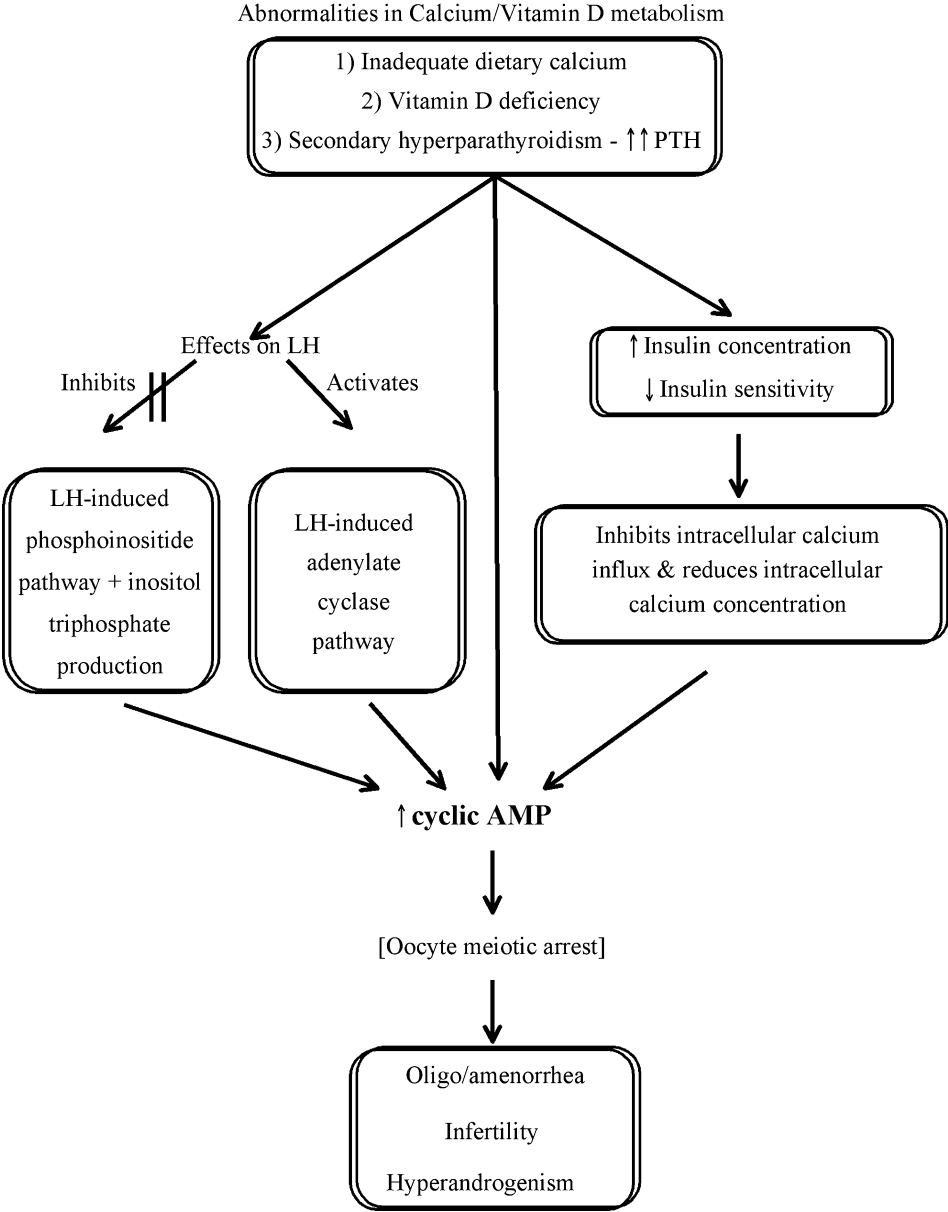 Abnormalities in Calcium/Vitamin D metabolism
1) Inadequate dietary calcium
2) Vitamin D deficiency
3) Secondary hyperparathyroidism - ↑↑ PTH
Effects on LH
Inhibits
Activates
↑ Insulin concentration
↓ Insulin sensitivity
LH-induced
phosphoinositide
pathway + inositol
triphosphate
production
LH-induced
adenylate
cyclase
pathway
Inhibits intracellular calcium
influx & reduces intracellular
calcium concentration
↑ cyclic AMP
[Oocyte meiotic arrest]
Oligo/amenorrhea
Infertility
Hyperandrogenism